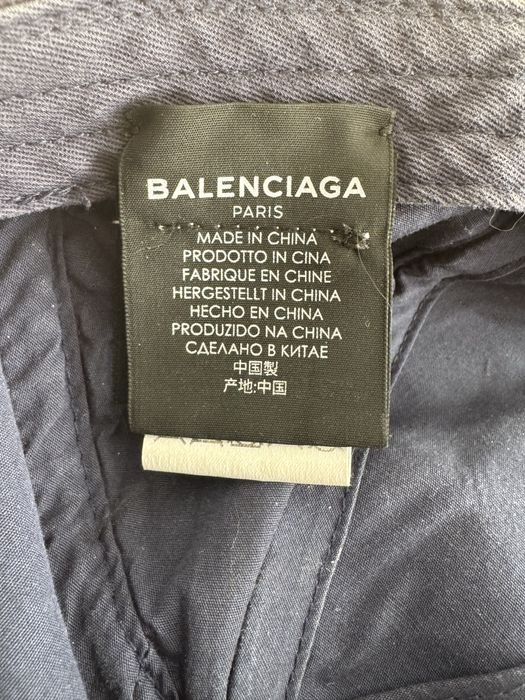 BALENCIAGA
PARIS
MADE IN CHINA
PRODOTTO IN CINA
FABRIQUE EN CHINE
HERGESTELLT IN CHINA
HECHO EN CHINA
PRODUZIDO NA CHINA
СДЕЛАНО В КИТАЕ
中国製
产地:中国